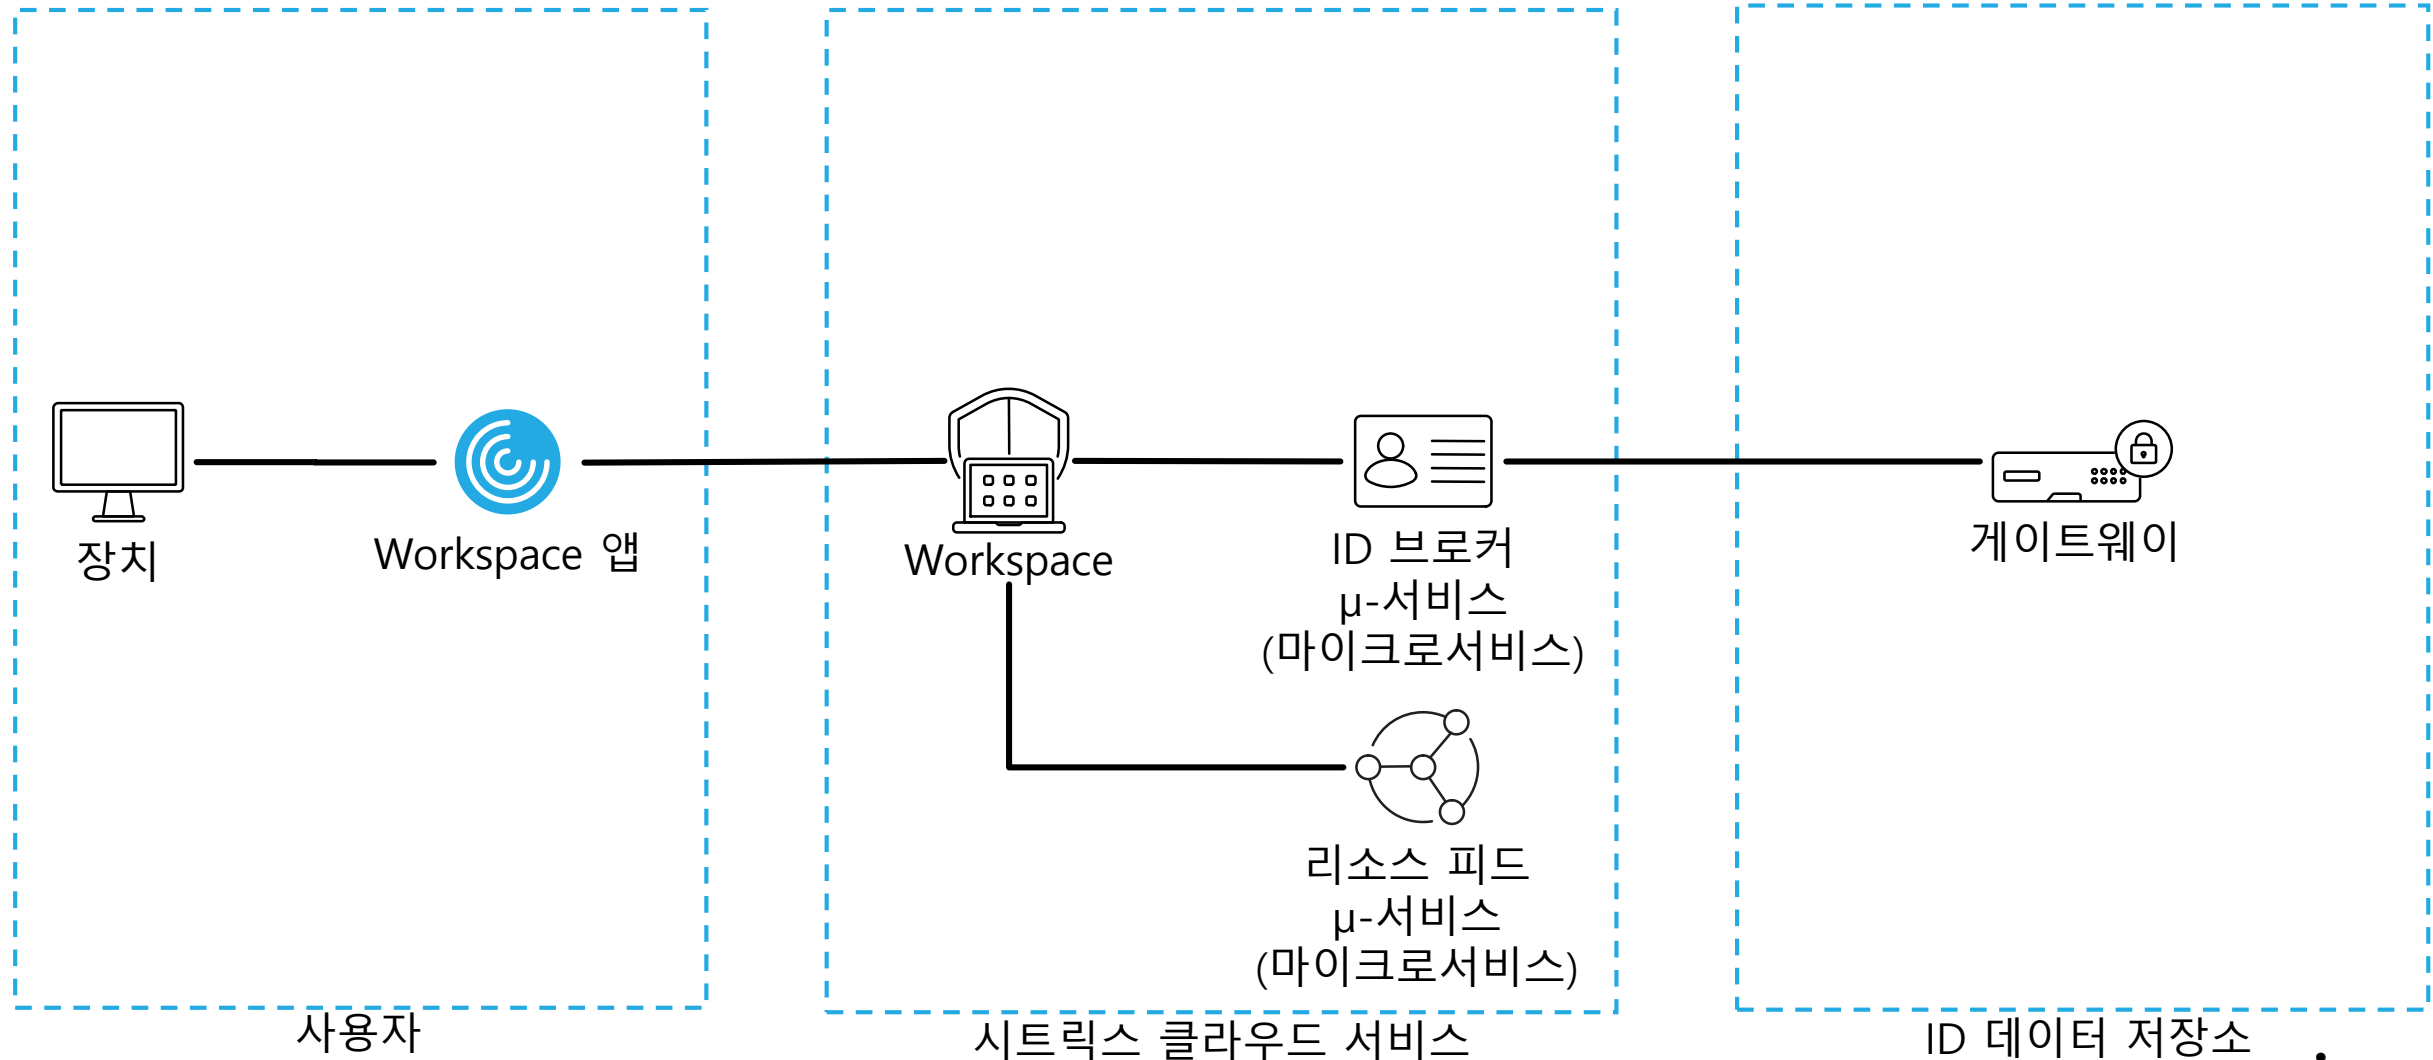 장치
Workspace 앱
Workspace
ID 브로커
μ-서비스
(마이크로서비스)
게이트웨이
리소스 피드
μ-서비스
(마이크로서비스)
사용자
시트릭스 클라우드 서비스
ID 데이터 저장소